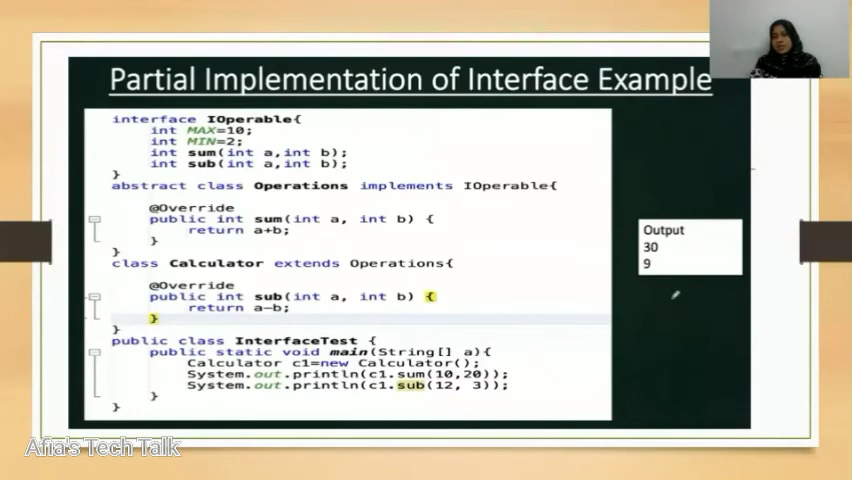 Partial Implementation of Interface Example
interface IOperable{
int MAX=10;
int MIN=2;
int sum(int a,int b);
int sub(int a,int b);
}
abstract class Operations implements IOperable{
@Override
public int sum(int a, int b) {
return a+b;
}
}
class Calculator extends Operations{
@Override
public int sub(int a, int b) {
return a-b;
}
}
public class InterfaceTest {
public static void main(String[] a){
Calculator c1=new Calculator();
System.out.println(c1.sum(10,20));
System.out.println(c1.sub(12, 3));
}
}
Output
30
9
Afia's Tech Talk